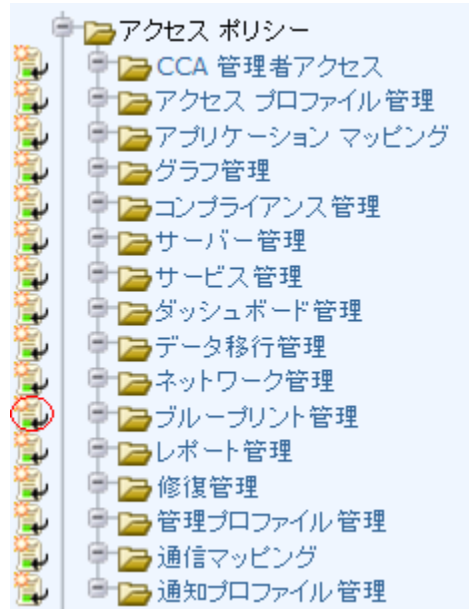 アクセス ポリシー
CCA 管理者アクセス
アクセス プロファイル管理
アプリケーション マッピング
グラフ管理
コンプライアンス管理
サーバー管理
サービス管理
ダッシュボード管理
データ移行管理
ネットワーク管理
ブループリント管理
レポート管理
修復管理
管理プロファイル管理
通信マッピング
通知プロファイル管理